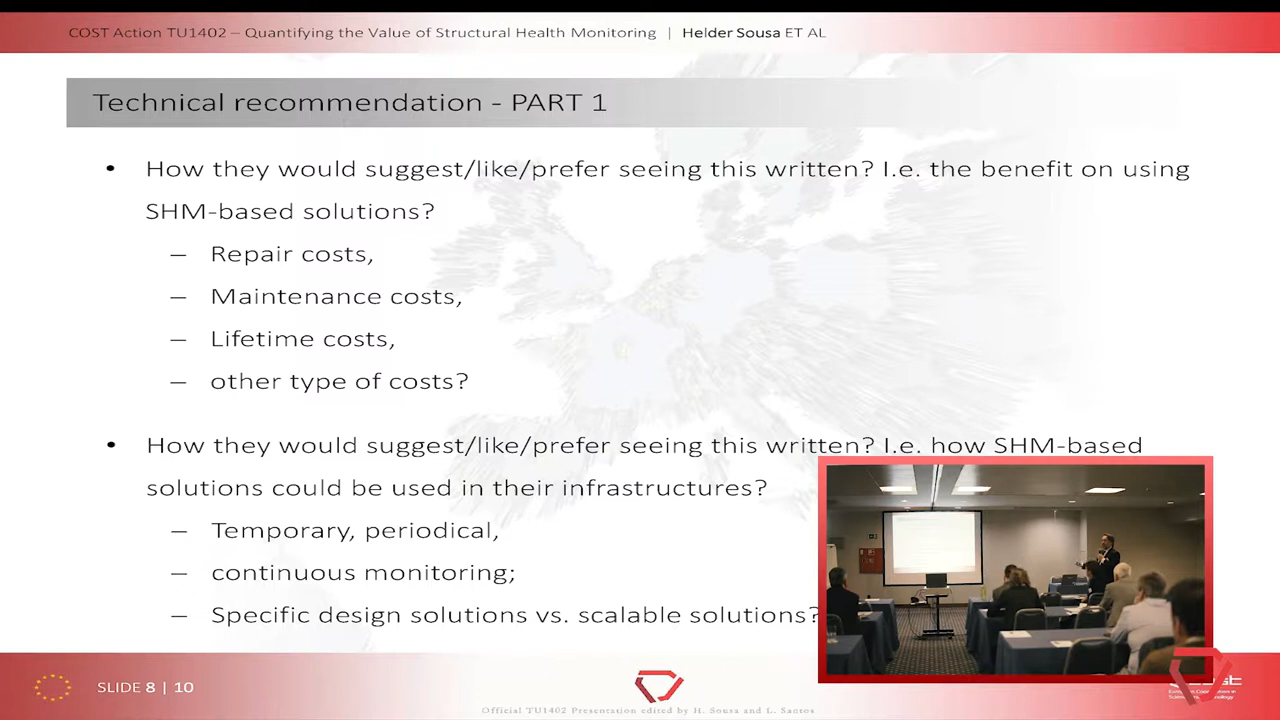 COST Action TU1402 – Quantifying the Value of Structural Health Monitoring | Helder Sousa ET AL
Technical recommendation - PART 1
• How they would suggest/like/prefer seeing this written? I.e. the benefit on using
SHM-based solutions?
– Repair costs,
– Maintenance costs,
– Lifetime costs,
– other type of costs?
• How they would suggest/like/prefer seeing this written? I.e. how SHM-based
solutions could be used in their infrastructures?
– Temporary, periodical,
– continuous monitoring;
– Specific design solutions vs. scalable solutions?
SLIDE 8 | 10
Official TU1402 Presentation edited by H. Sousa and L. Santos